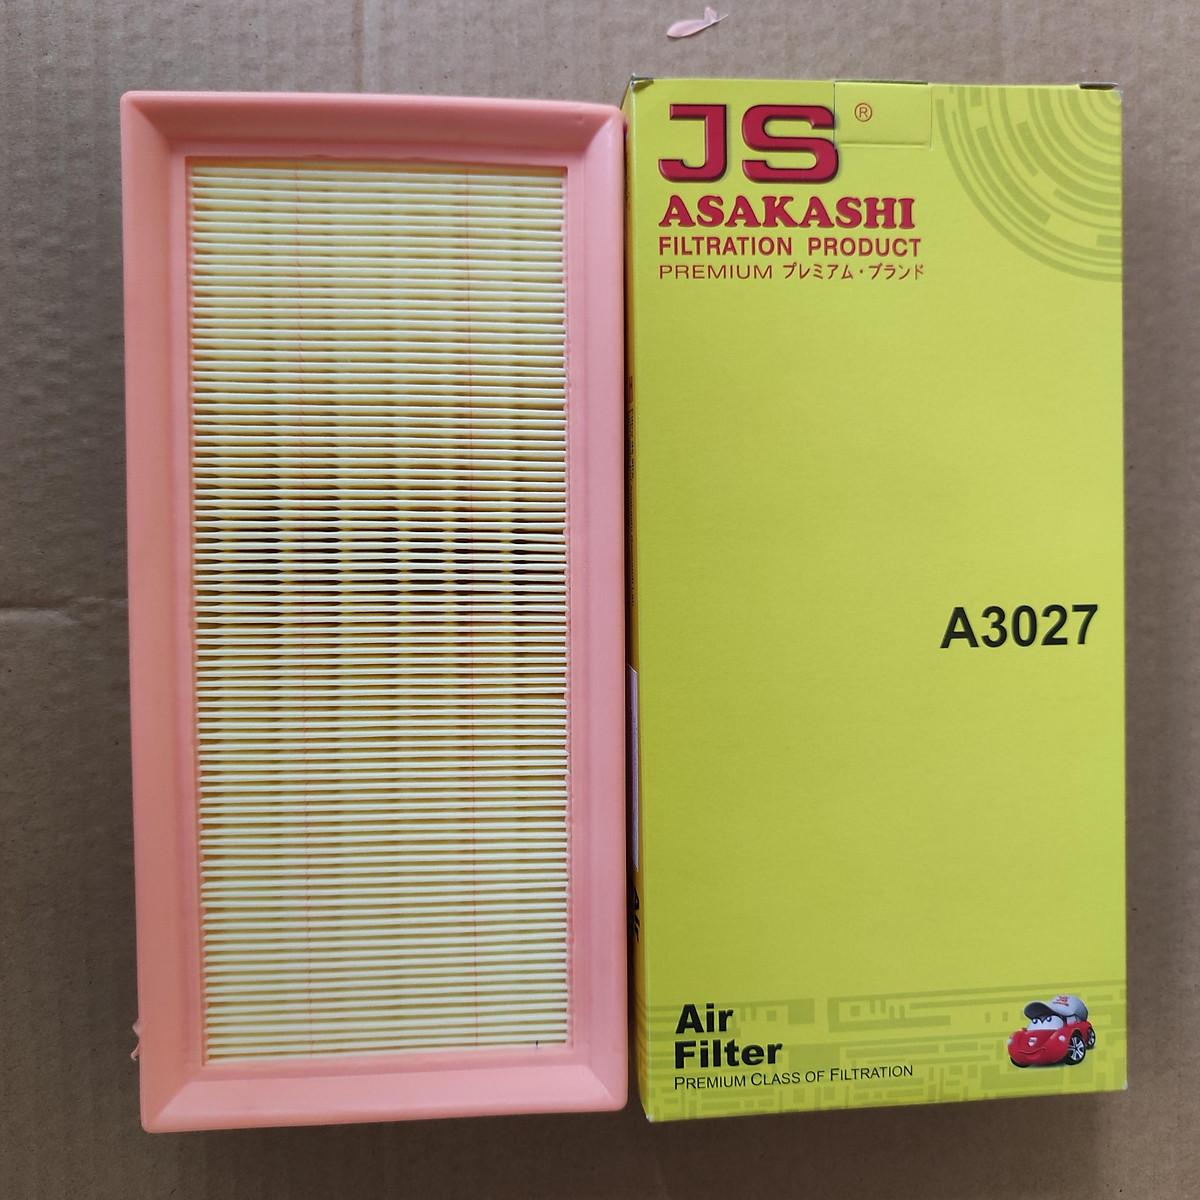 JS ®
ASAKASHI
FILTRATION PRODUCT
PREMIUM プレミアム・ブランド
A3027
Air
Filter
PREMIUM CLASS OF FILTRATION